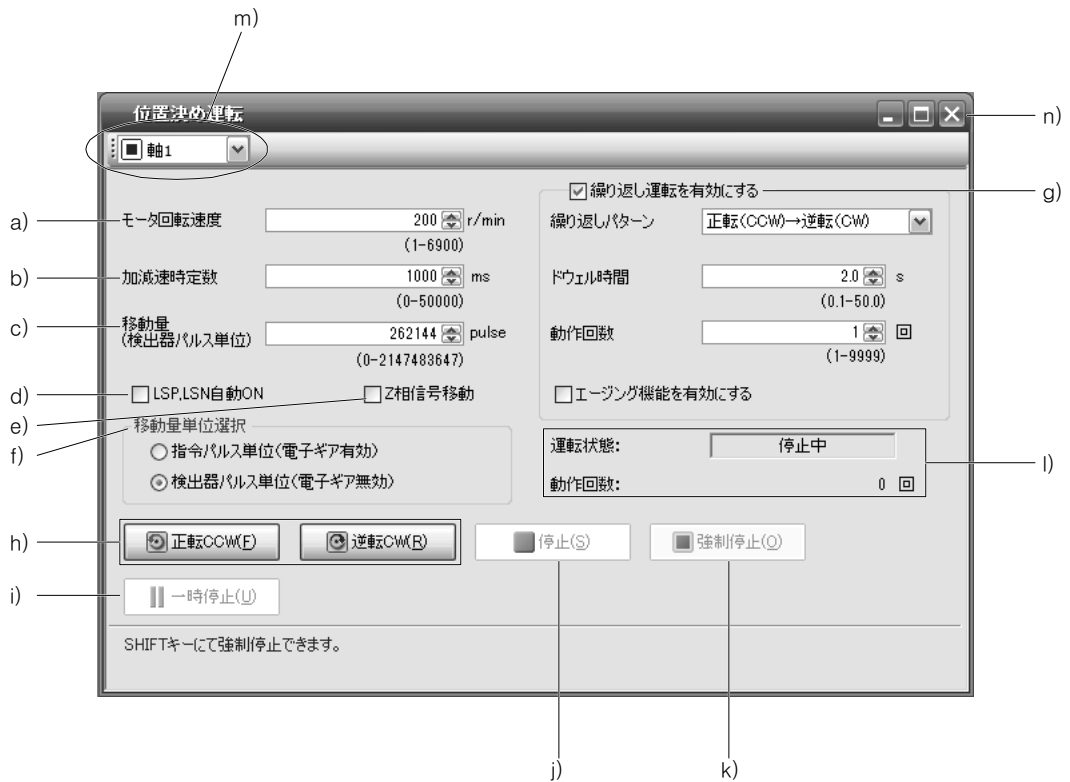 m)
位置決め運転
n)
軸1
繰り返し運転を有効にする
g)
a)
モータ回転速度
200
r/min
(1-6900)
繰り返しパターン
正転(CCW)→逆転(CW)
b)
加減速時定数
1000
ms
(0-50000)
ドウェル時間
2.0
s
(0.1-50.0)
c)
移動量
(検出器パルス単位)
262144
pulse
(0-2147483647)
動作回数
1
回
(1-9999)
d)
LSP,LSN自動ON
Z相信号移動
エージング機能を有効にする
e)
f)
移動量単位選択
指令パルス単位(電子ギア有効)
検出器パルス単位(電子ギア無効)
運転状態:
停止中
動作回数:
0 回
l)
h)
正転CCW(F)
逆転CW(R)
停止(S)
強制停止(O)
i)
一時停止(U)
SHIFTキーにて強制停止できます。
j)
k)